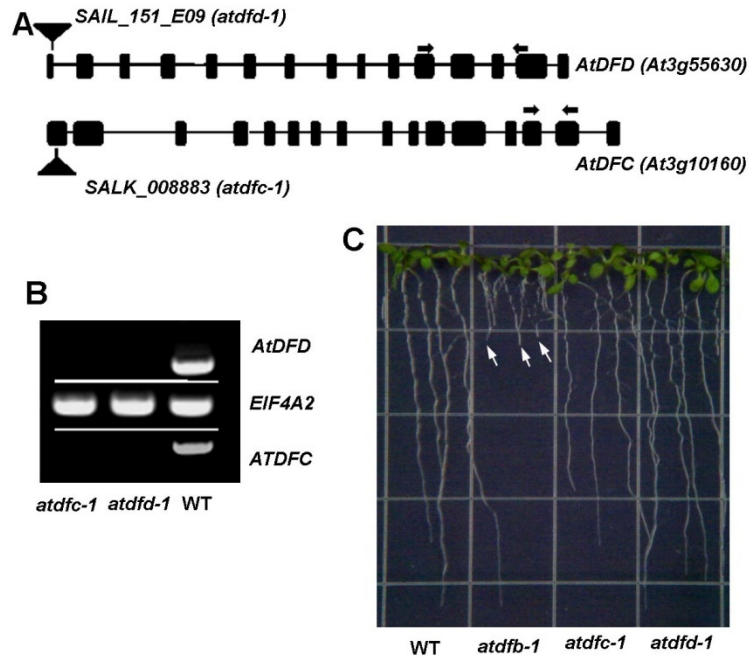 A
SAIL_151_E09 (atdfd-1)
AtDFD (At3g55630)
AtDFC (At3g10160)
SALK_008883 (atdfc-1)
B
AtDFD
EIF4A2
ATDFC
atdfc-1 atdfd-1 WT
C
WT atdfb-1 atdfc-1 atdfd-1